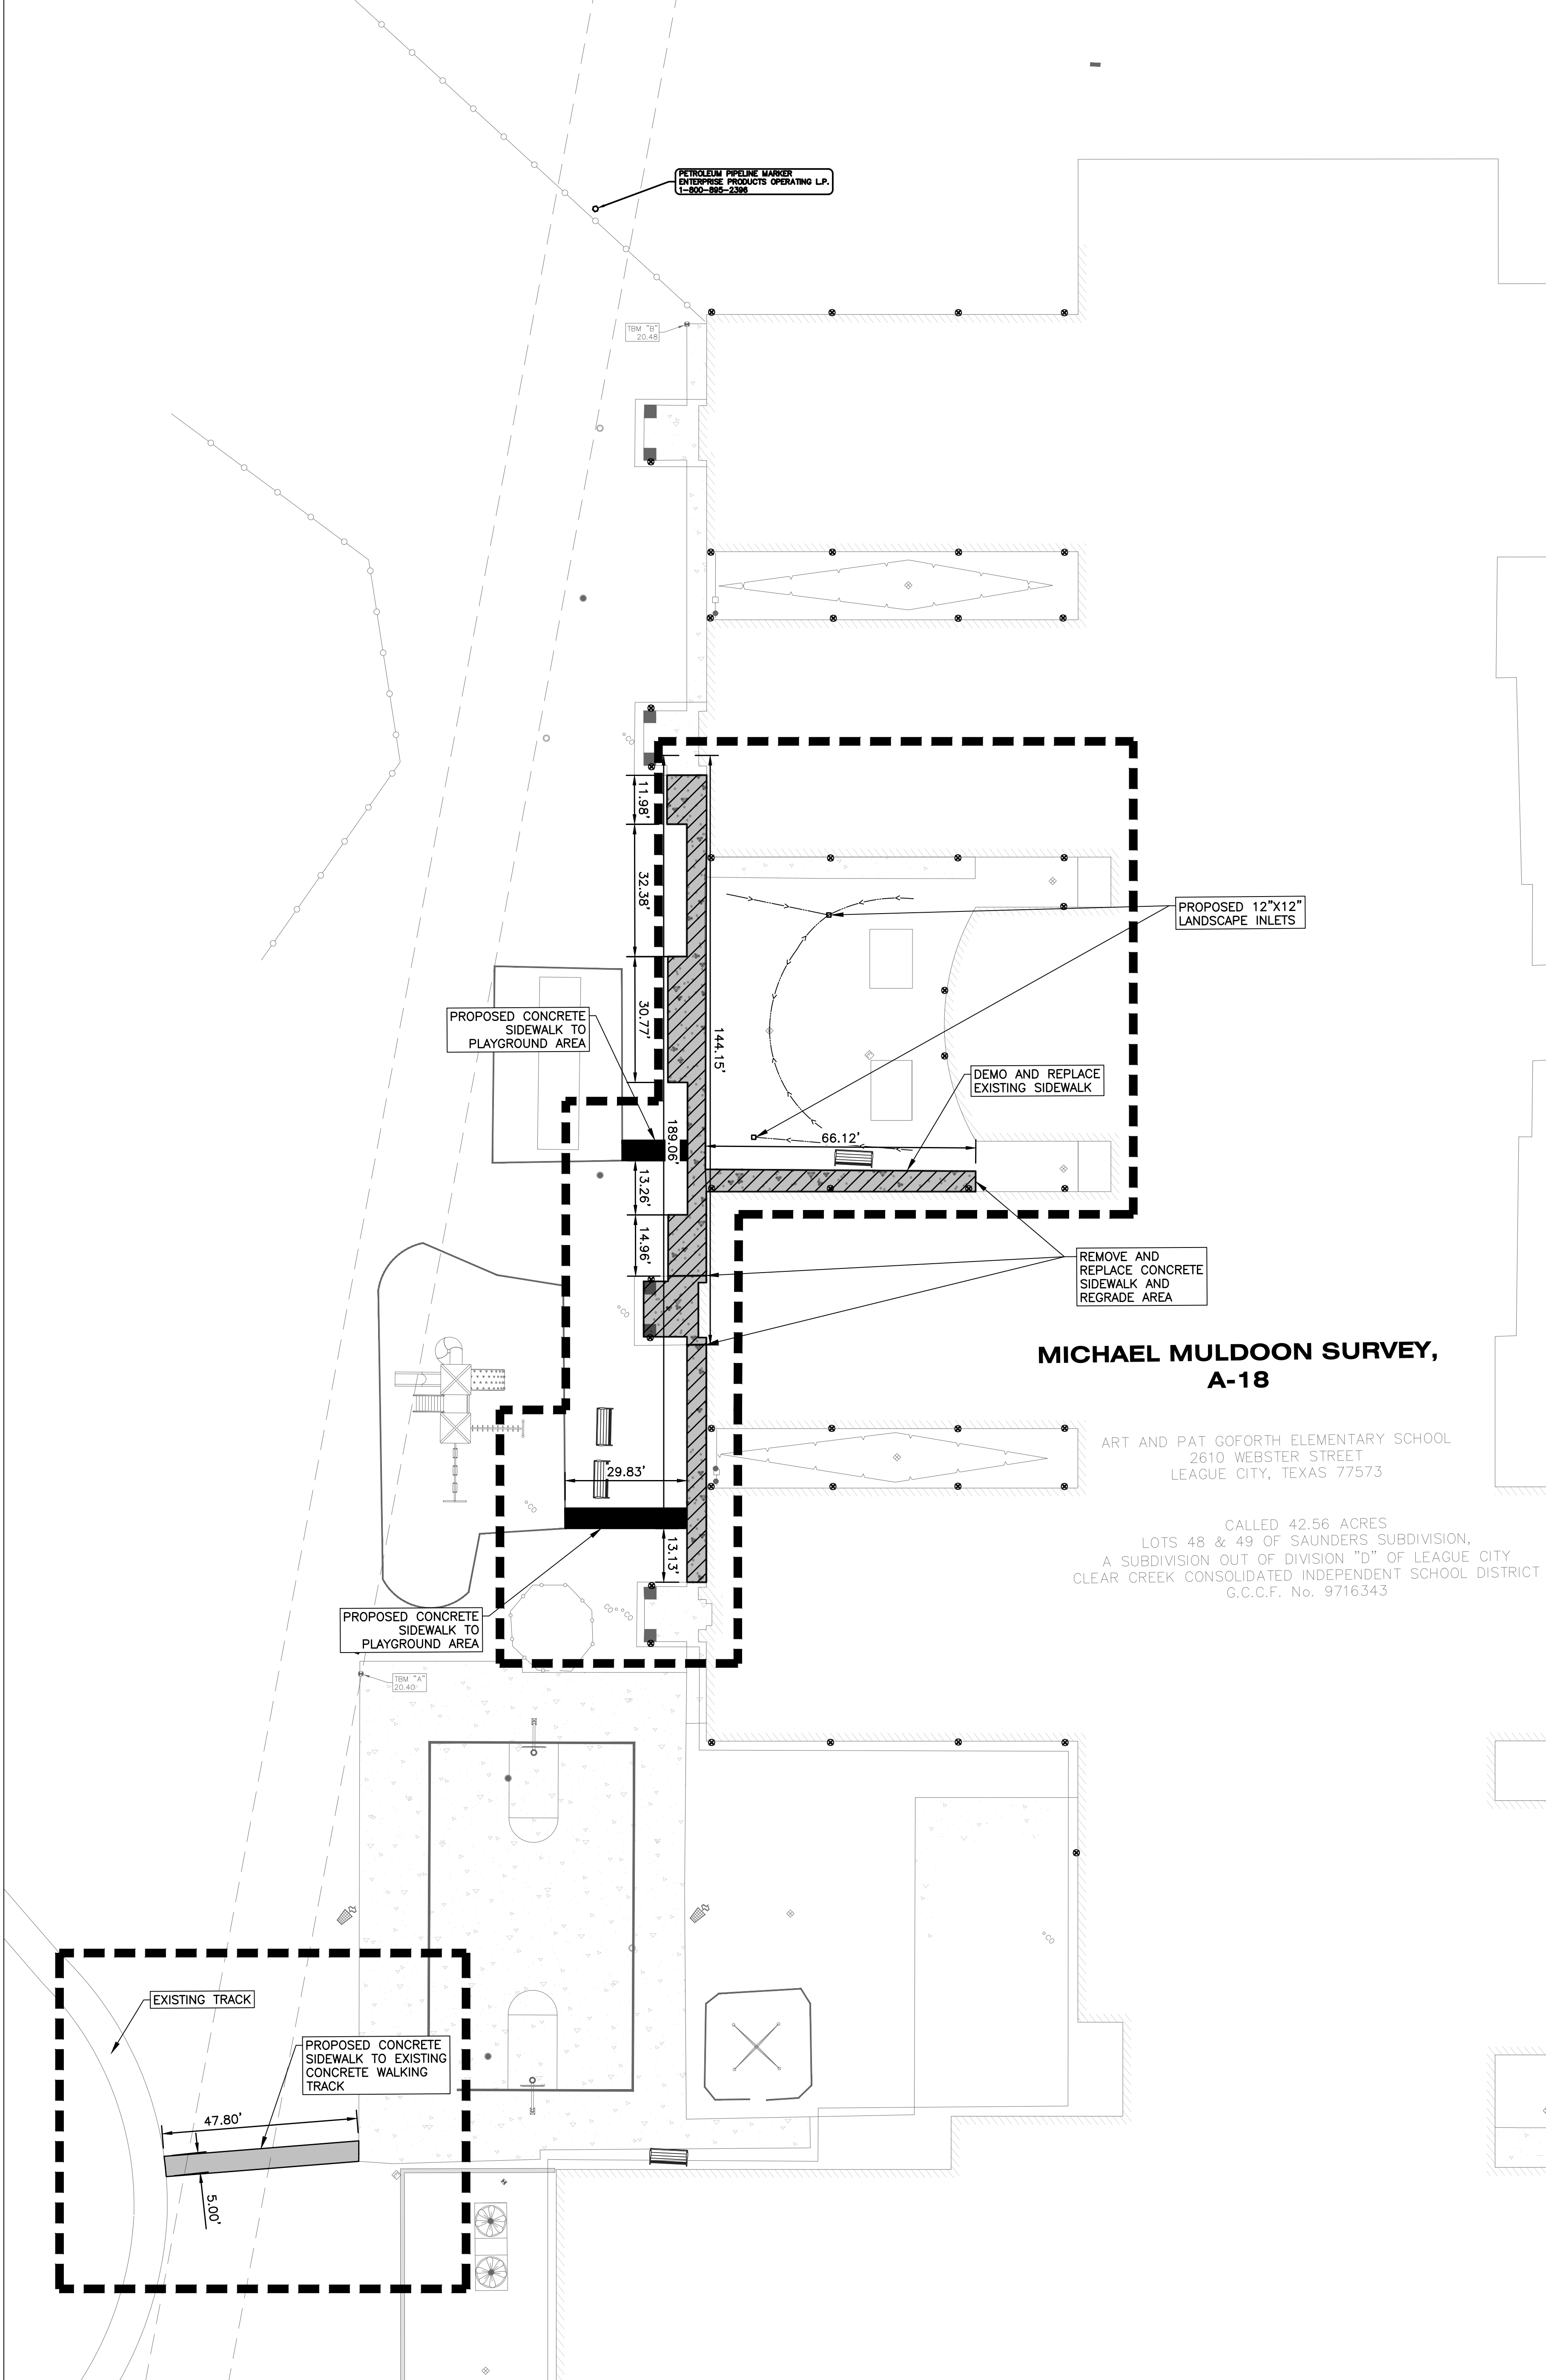 PETROLEUM PIPELINE MARKER
ENTERPRISE PRODUCTS OPERATING L.P.
1-800-895-2396
TBM "B"
20.48
CO
11.98'
32.38'
30.77'
144.15'
189.06'
PROPOSED 12"X12"
LANDSCAPE INLETS
PROPOSED CONCRETE
SIDEWALK TO
PLAYGROUND AREA
DEMO AND REPLACE
EXISTING SIDEWALK
66.12'
13.26'
14.96'
CO
REMOVE AND
REPLACE CONCRETE
SIDEWALK AND
REGRADE AREA
MICHAEL MULDOON SURVEY,
A-18
ART AND PAT GOFORTH ELEMENTARY SCHOOL
2610 WEBSTER STREET
LEAGUE CITY, TEXAS 77573
29.83'
CO
13.13'
CALLED 42.56 ACRES
LOTS 48 & 49 OF SAUNDERS SUBDIVISION,
A SUBDIVISION OUT OF DIVISION "D" OF LEAGUE CITY
CLEAR CREEK CONSOLIDATED INDEPENDENT SCHOOL DISTRICT
G.C.C.F. No. 9716343
PROPOSED CONCRETE
SIDEWALK TO
PLAYGROUND AREA
CO
CO
TBM "A"
20.40
CO
EXISTING TRACK
PROPOSED CONCRETE
SIDEWALK TO EXISTING
CONCRETE WALKING
TRACK
47.80'
5.00'